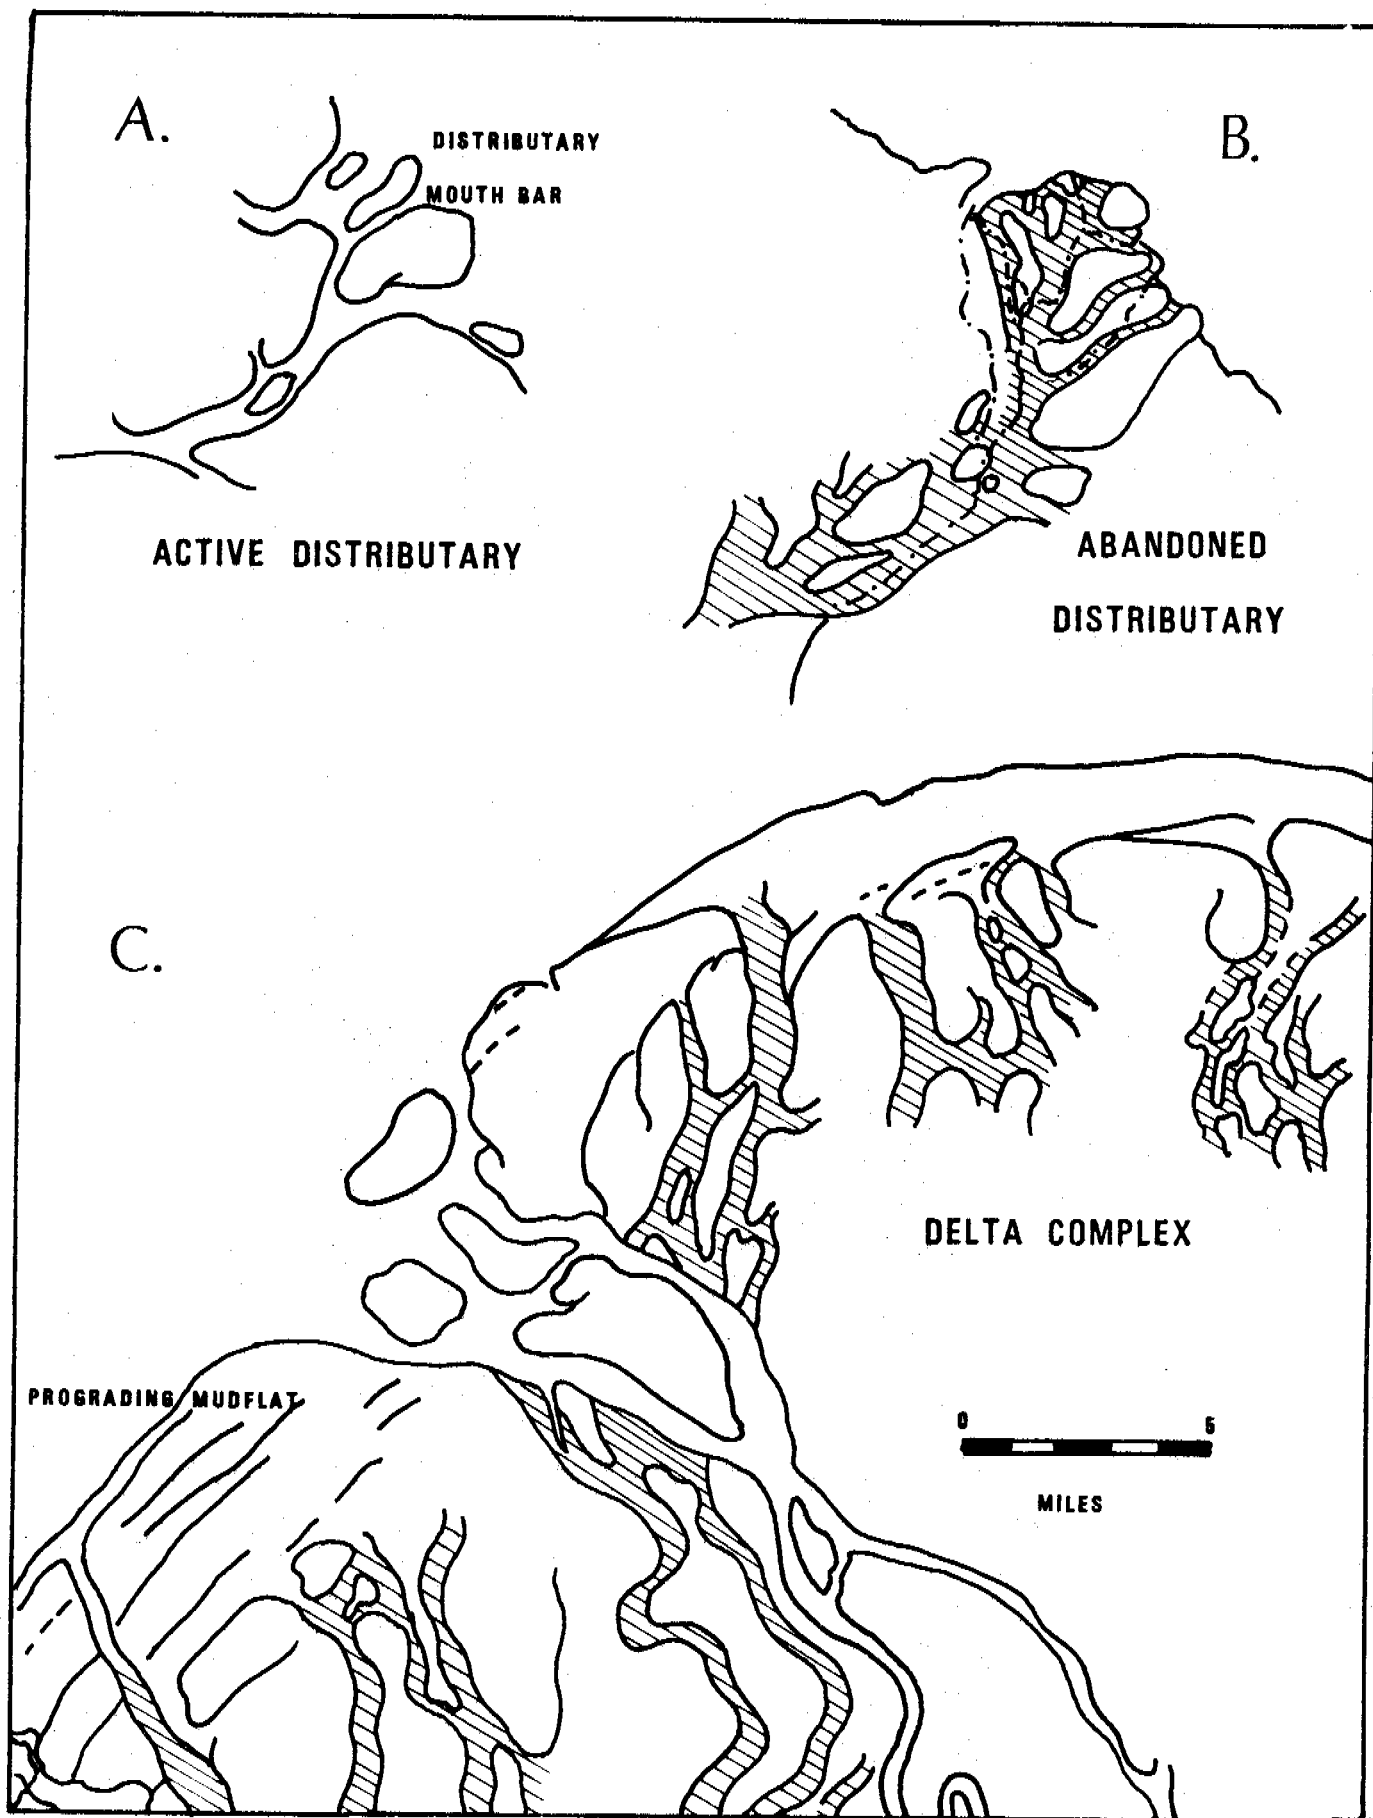 A.
DISTRIBUTARY
MOUTH BAR
B.
ACTIVE DISTRIBUTARY
ABANDONED
DISTRIBUTARY
C.
DELTA COMPLEX
PROGRADING MUDFLAT
0 5
MILES